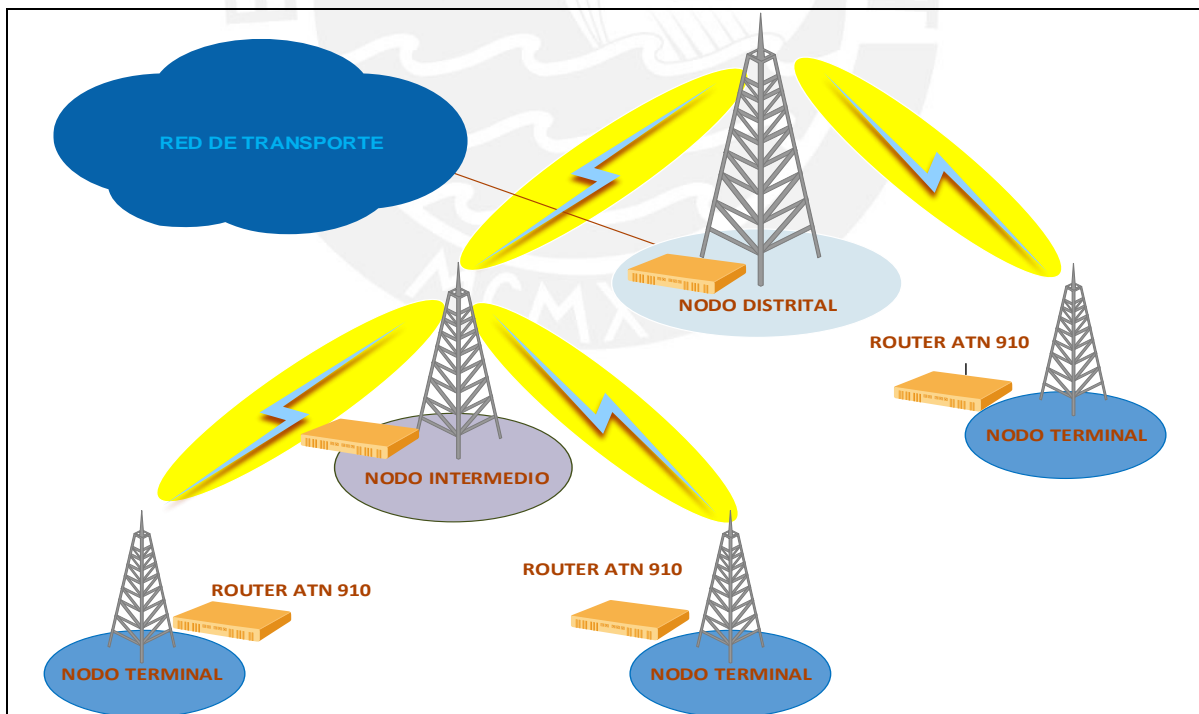 RED DE TRANSPORTE
NODO DISTRITAL
ROUTER ATN 910
NODO TERMINAL
NODO INTERMEDIO
ROUTER ATN 910
ROUTER ATN 910
NODO TERMINAL
NODO TERMINAL
MCMX